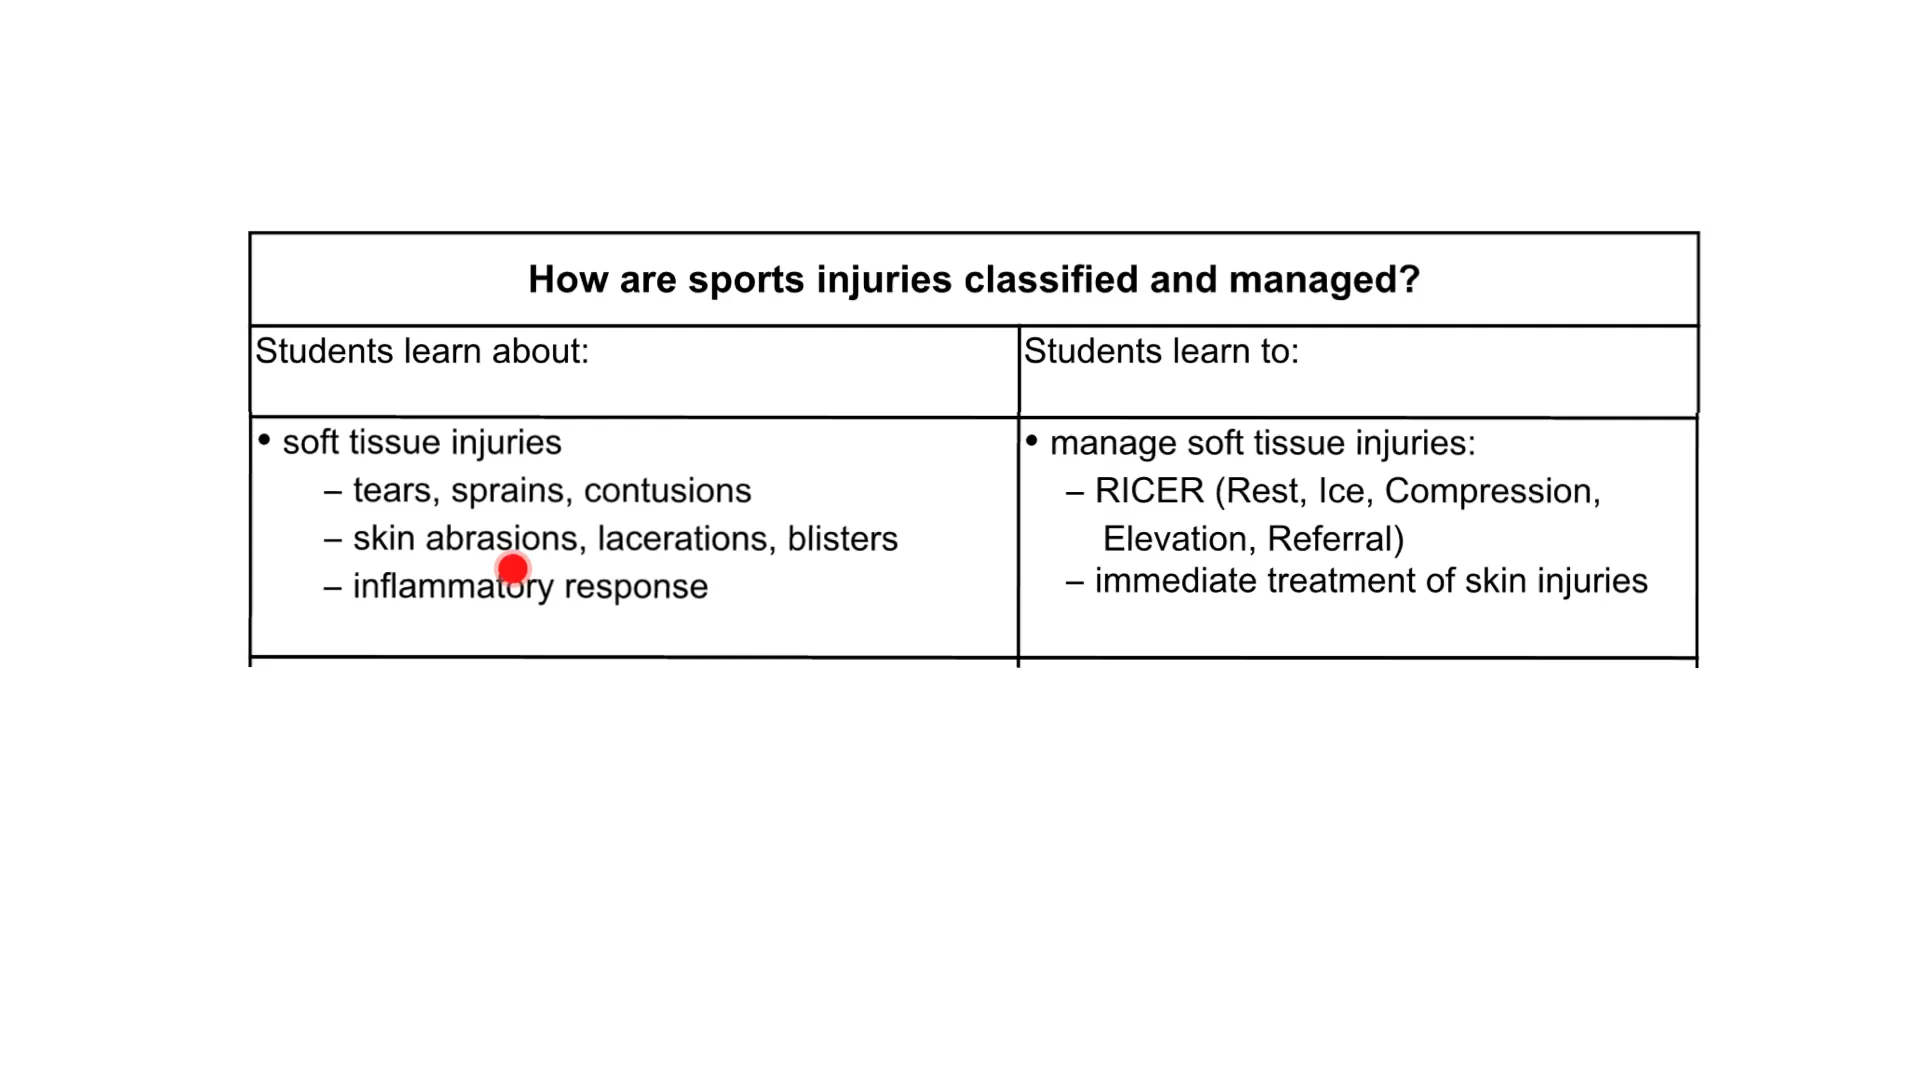 How are sports injuries classified and managed?
Students learn about:
Students learn to:
• soft tissue injuries
– tears, sprains, contusions
– skin abrasions, lacerations, blisters
– inflammatory response
• manage soft tissue injuries:
– RICER (Rest, Ice, Compression,
Elevation, Referral)
– immediate treatment of skin injuries